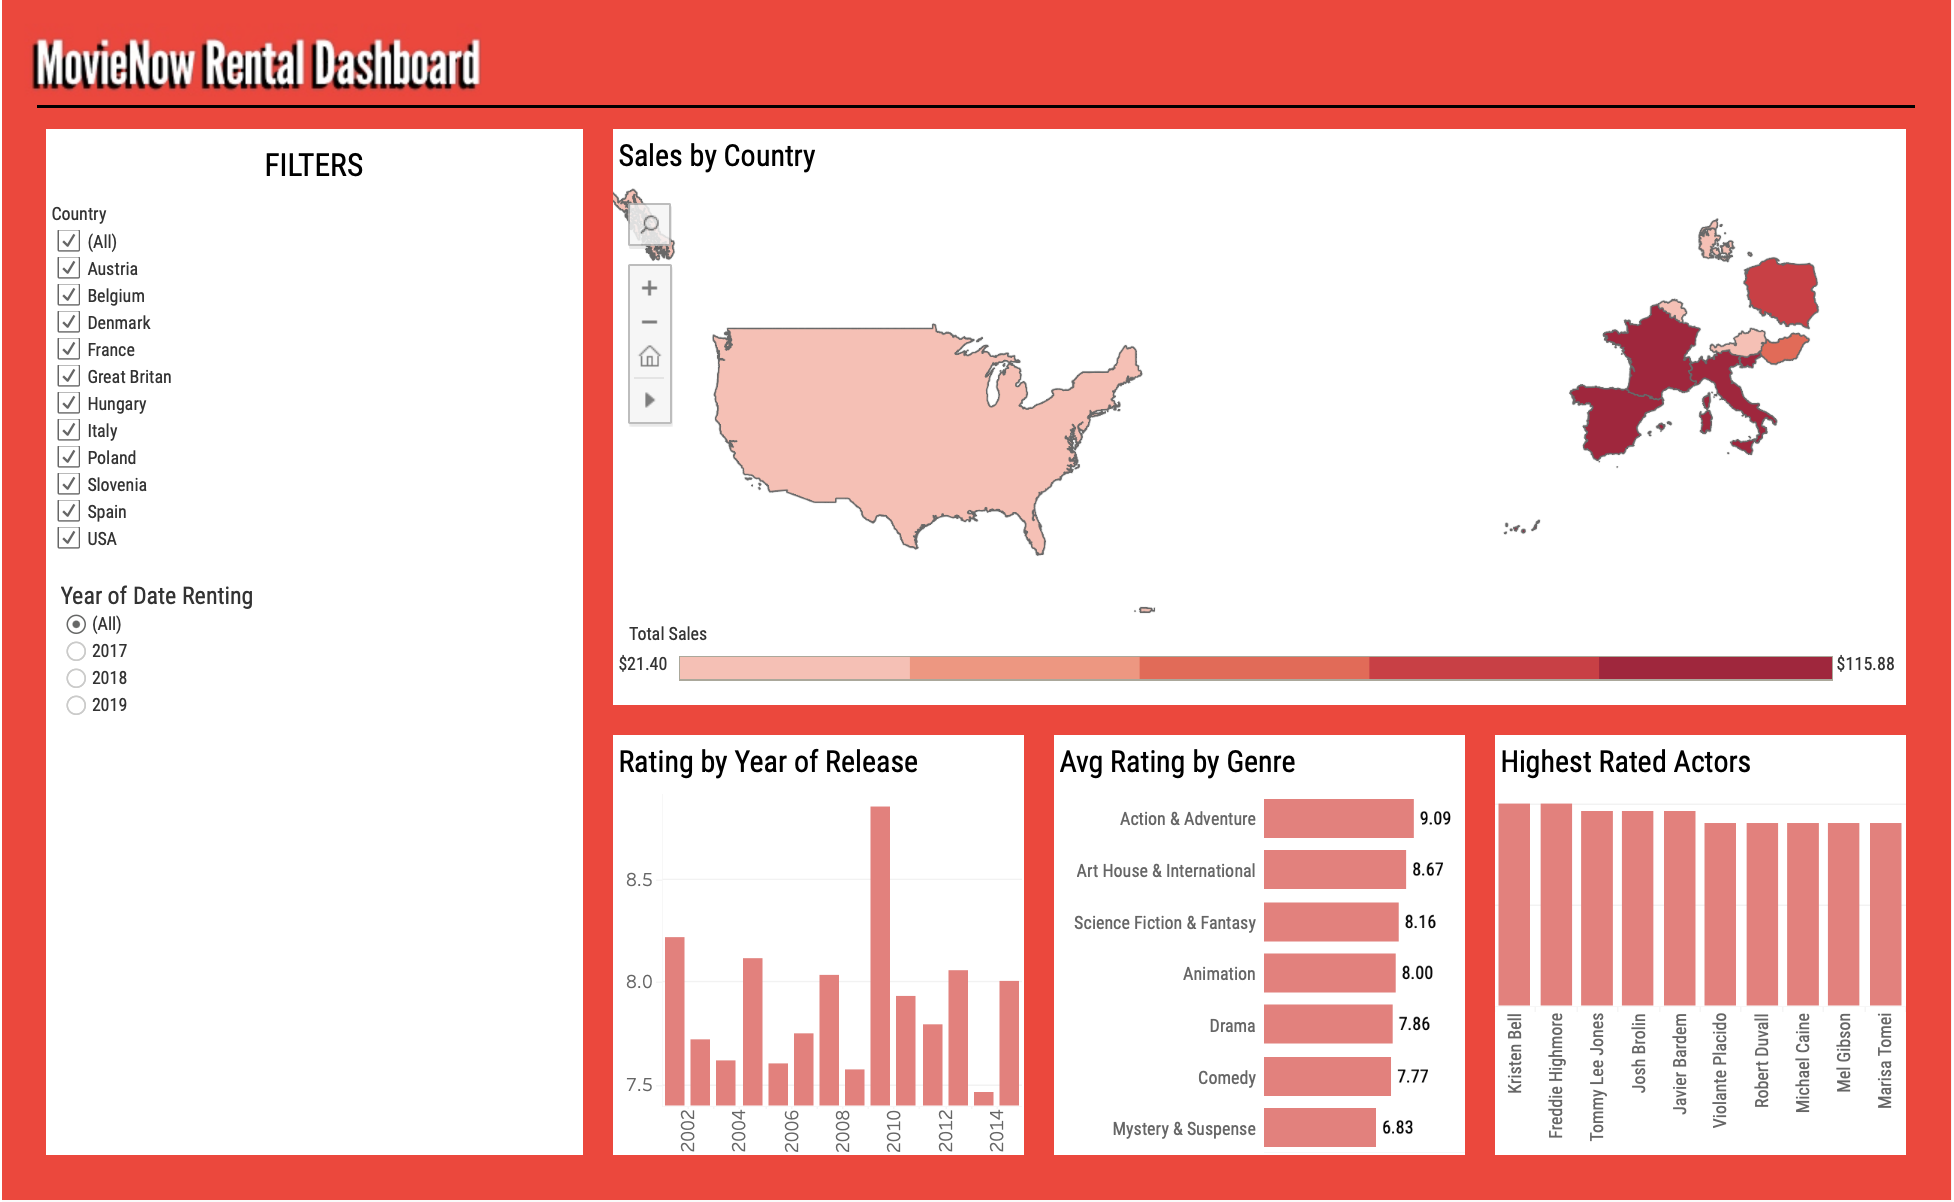 MovieNow Rental Dashboard
FILTERS
Country
(All)
Austria
Belgium
Denmark
France
Great Britan
Hungary
Italy
Poland
Slovenia
Spain
USA
Year of Date Renting
(All)
2017
2018
2019
Sales by Country
Total Sales
$21.40
$115.88
Rating by Year of Release
8.5
8.0
7.5
2002
2004
2006
2008
2010
2012
2014
Avg Rating by Genre
Action & Adventure 9.09
Art House & International 8.67
Science Fiction & Fantasy 8.16
Animation 8.00
Drama 7.86
Comedy 7.77
Mystery & Suspense 6.83
Highest Rated Actors
Kristen Bell
Freddie Highmore
Tommy Lee Jones
Josh Brolin
Javier Bardem
Violante Placido
Robert Duvall
Michael Caine
Mel Gibson
Marisa Tomei